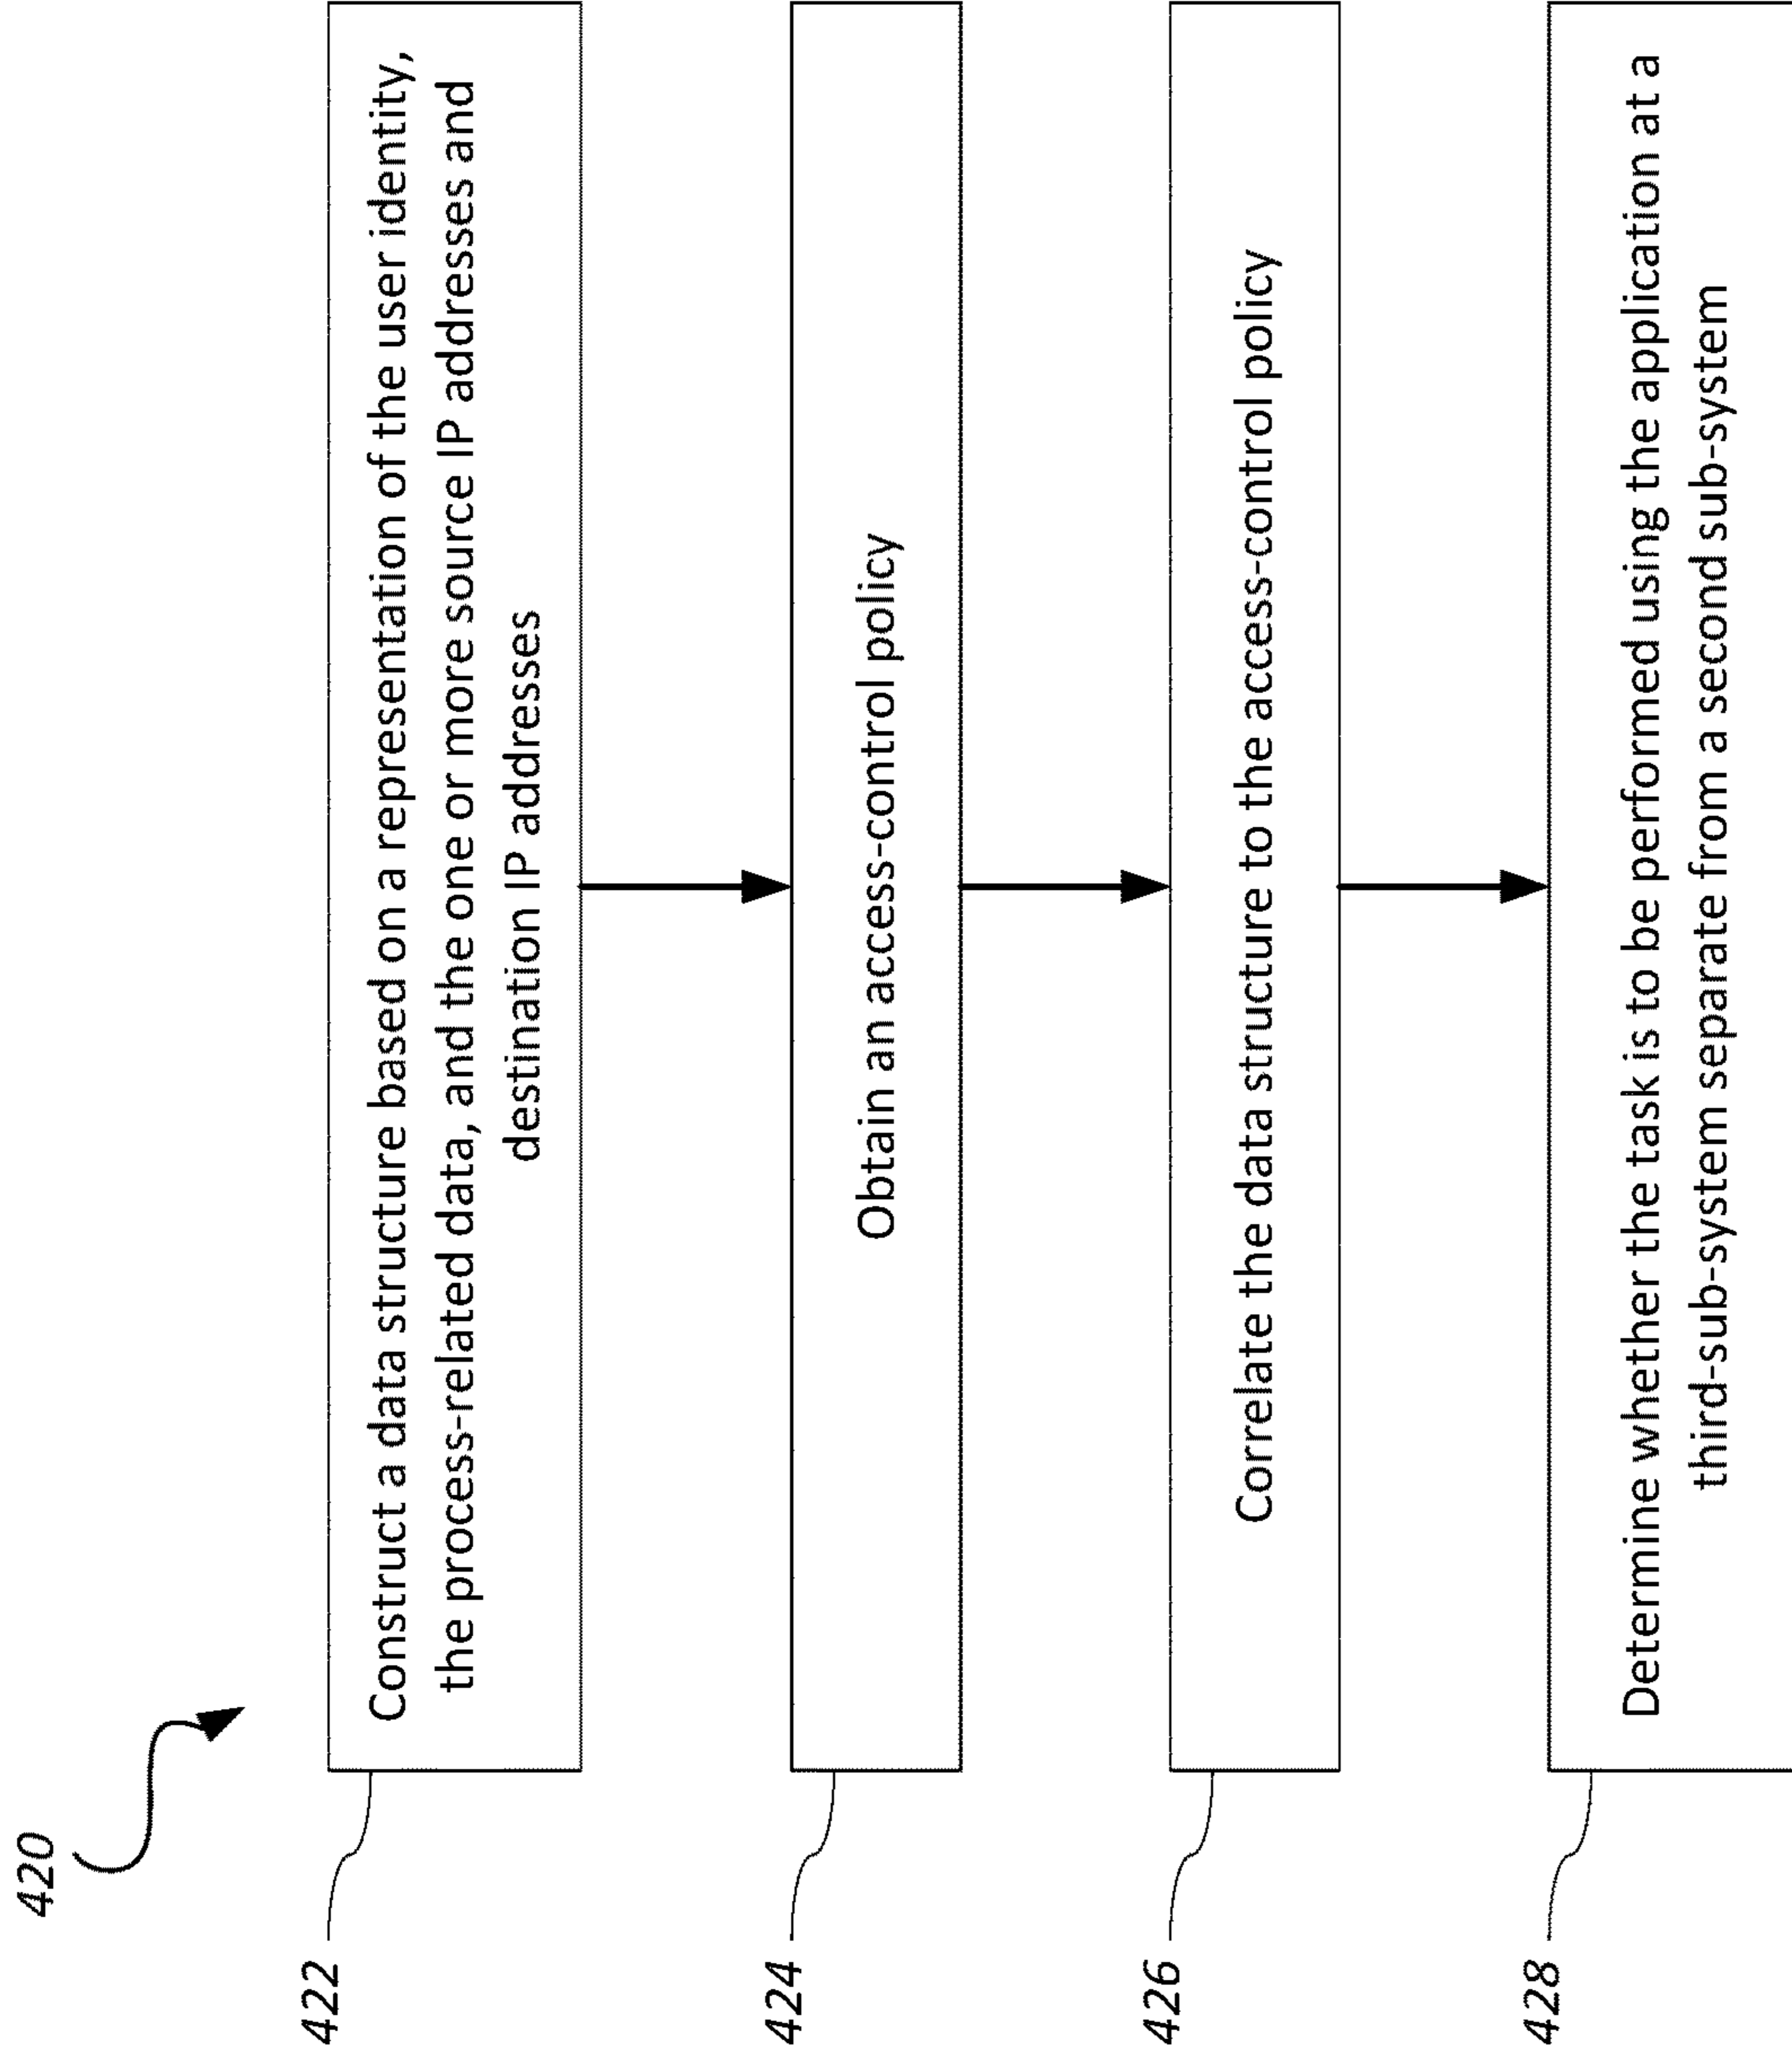 420
422
Construct a data structure based on a representation of the user identity,
the process-related data, and the one or more source IP addresses and
destination IP addresses
424
Obtain an access-control policy
426
Correlate the data structure to the access-control policy
428
Determine whether the task is to be performed using the application at a
third-sub-system separate from a second sub-system